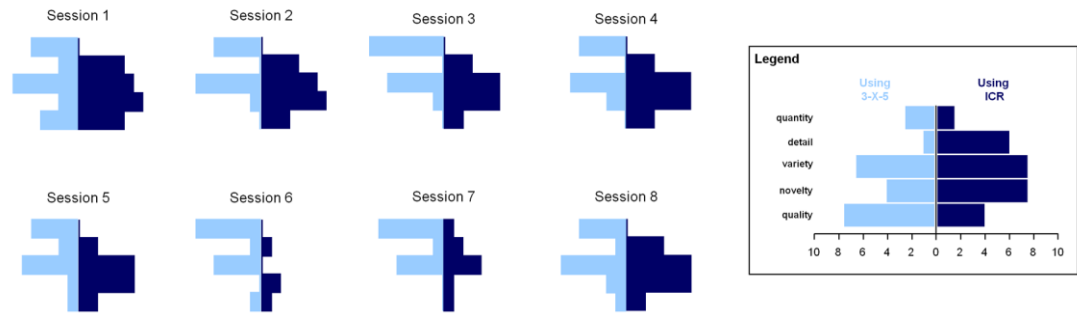 Session 1
Session 2
Session 3
Session 4
Legend
Using
3-X-5
Using
ICR
quantity
detail
variety
novelty
quality
10 8 6 4 2 0 2 4 6 8 10
Session 5
Session 6
Session 7
Session 8